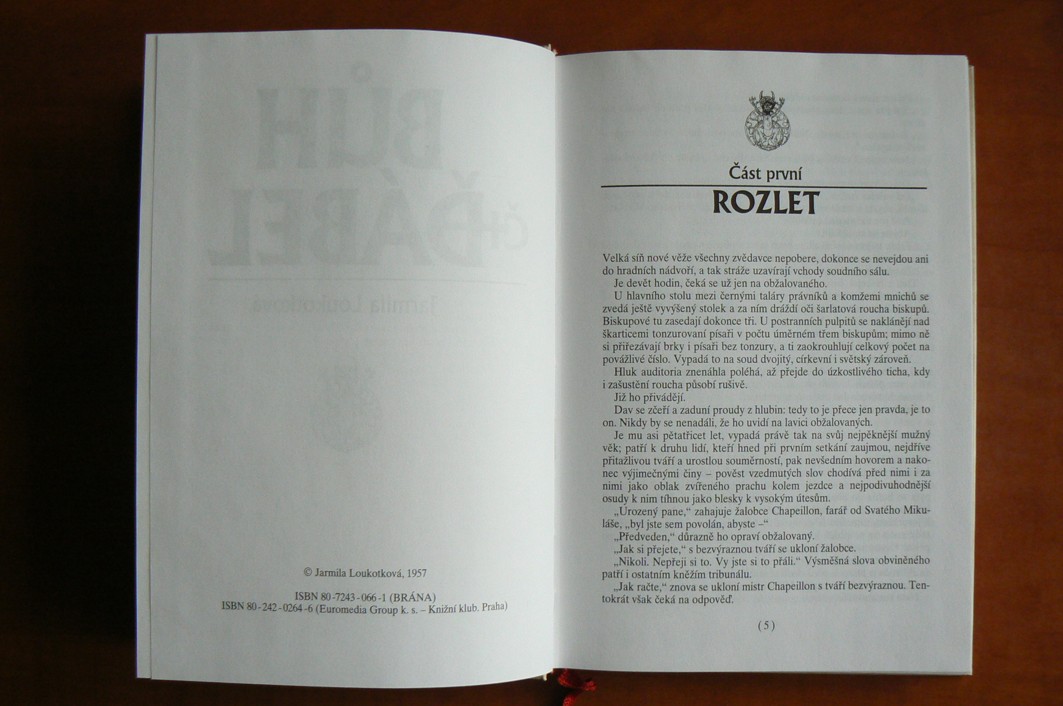 © Jarmila Loukotková, 1957
ISBN 80-7243-066-1 (BRÁNA)
ISBN 80-242-0264-6 (Euromedia Group k. s. – Knižní klub, Praha)
Část první
ROZLET
Velká síň nové věže všechny zvědavce nepobere, dokonce se nevejdou ani
do hradních nádvoří, a tak stráže uzavírají vchody soudního sálu.
Je devět hodin, čeká se už jen na obžalovaného.
U hlavního stolu mezi černými taláry právníků a komžemi mnichů se
zvedá ještě vyvýšený stolek a za ním dráždí oči šarlatová roucha biskupů.
Biskupové tu zasedají dokonce tři. U postranních pulpitů se naklánějí nad
škarticemi tonzurovaní písaři v počtu úměrném třem biskupům; mimo ně
si přiřezávají brky i písaři bez tonzury, a ti zaokrouhlují celkový počet na
povážlivé číslo. Vypadá to na soud dvojitý, církevní i světský zároveň.
Hluk auditoria znenáhla poléhá, až přejde do úzkostlivého ticha, kdy
i zašustění roucha působí rušivě.
Již ho přivádějí.
Dav se zčeří a zaduní proudy z hlubin: tedy to je přece jen pravda, je to
on. Nikdy by se nenadáli, že ho uvidí na lavici obžalovaných.
Je mu asi pětatřicet let, vypadá právě tak na svůj nejpěknější mužný
věk; patří k druhu lidí, kteří hned při prvním setkání zaujmou, nejdříve
přitažlivou tváří a urostlou souměrností, pak nevšedním hovorem a nako-
nec výjimečnými činy – pověst vzedmutých slov chodívá před nimi i za
nimi jako oblak zvířeného prachu kolem jezdce a nejpodivuhodnější
osudy k nim tíhnou jako blesky k vysokým útesům.
„Urozený pane,“ zahajuje žalobce Chapeillon, farář od Svatého Miku-
láše, „byl jste sem povolán, abyste –“
„Předveden,“ důrazně ho opraví obžalovaný.
„Jak si přejete,“ s bezvýraznou tváří se ukloní žalobce.
„Nikoli. Nepřeji si to. Vy jste si to přáli.“ Výsměšná slova obviněného
patří i ostatním kněžím tribunálu.
„Jak račte,“ znova se ukloní mistr Chapeillon s tváří bezvýraznou. Ten-
tokrát však čeká na odpověď.
(5)